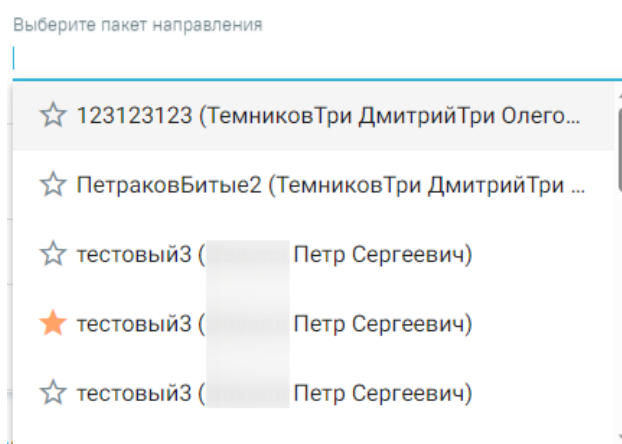 Выберите пакет направления
123123123 (ТемниковТри ДмитрийТри Олего...
ПетраковБитые2 (ТемниковТри ДмитрийТри ...
тестовый3 ( Петр Сергеевич)
тестовый3 ( Петр Сергеевич)
тестовый3 ( Петр Сергеевич)